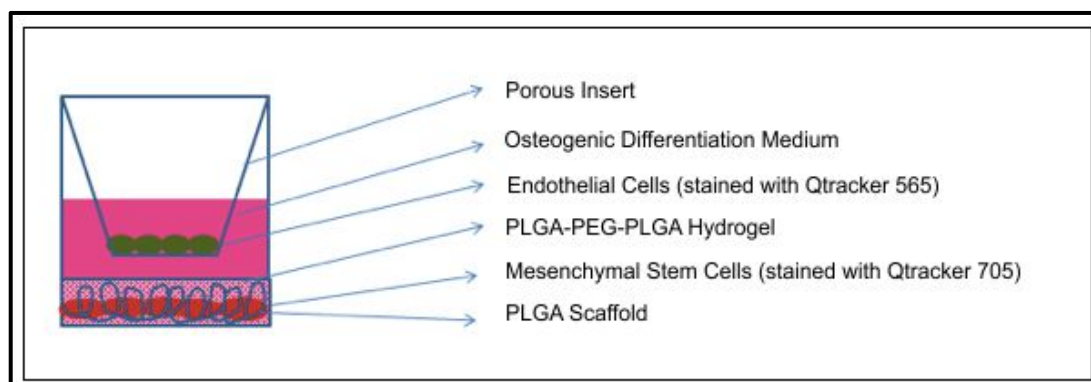 Porous Insert
Osteogenic Differentiation Medium
Endothelial Cells (stained with Qtracker 565)
PLGA-PEG-PLGA Hydrogel
Mesenchymal Stem Cells (stained with Qtracker 705)
PLGA Scaffold